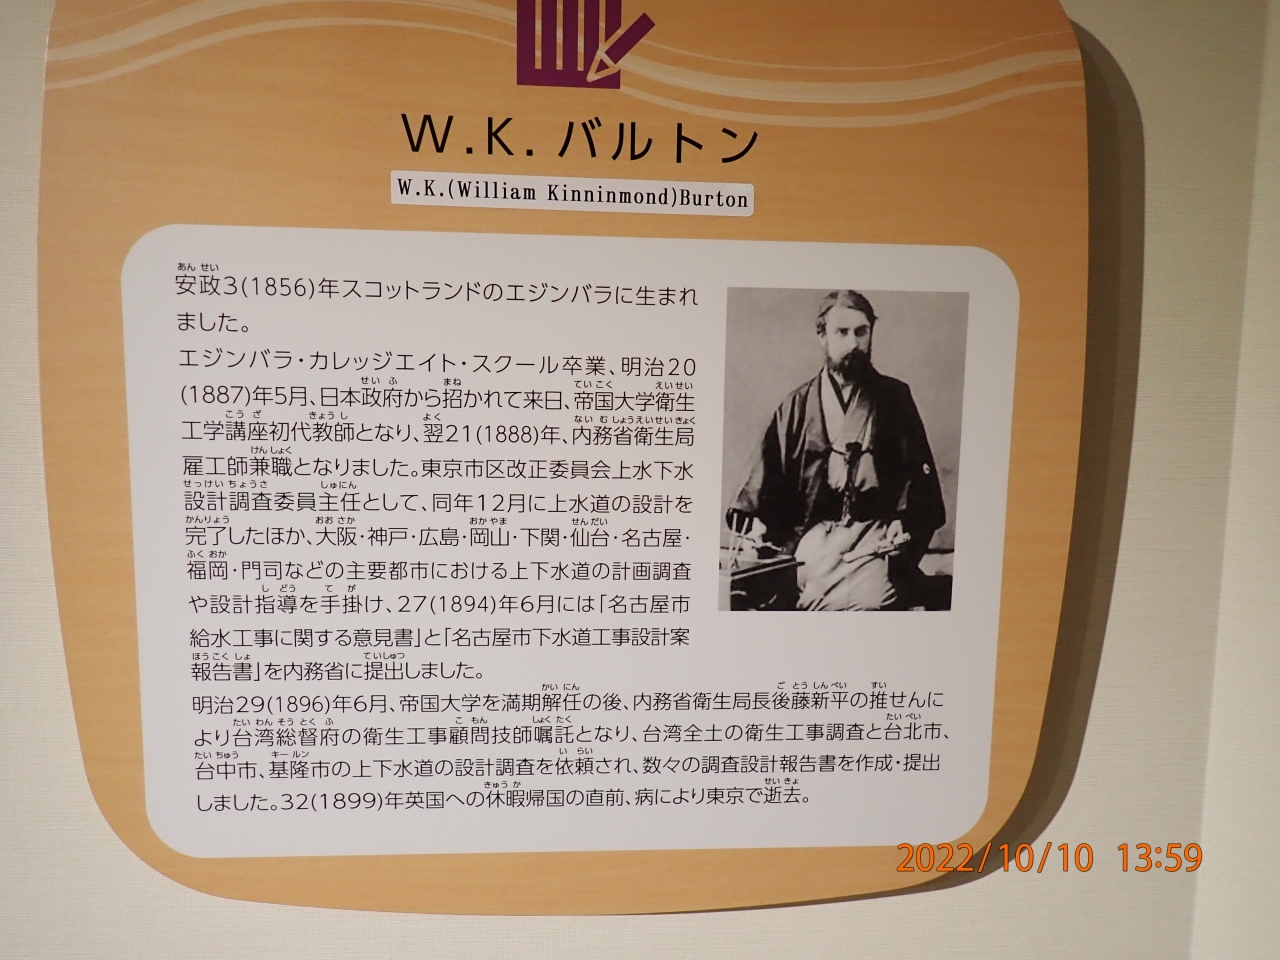 W.K.バルトン
W.K.(William Kinninmond)Burton
安政3(1856)年スコットランドのエジンバラに生まれ
ました。
エジンバラ・カレッジエイト・スクール卒業、明治20
(1887)年5月、日本政府から招かれて来日、帝国大学衛生
工学講座初代教師となり、翌21(1888)年、内務省衛生局
雇工師兼職となりました。東京市区改正委員会上水下水
設計調査委員主任として、同年12月に上水道の設計を
完了したほか、大阪・神戸・広島・岡山・下関・仙台・名古屋・
福岡・門司などの主要都市における上下水道の計画調査
や設計指導を手掛け、27(1894)年6月には「名古屋市
給水工事に関する意見書」と「名古屋市下水道工事設計案
報告書」を内務省に提出しました。
明治29(1896)年6月、帝国大学を満期解任の後、内務省衛生局長後藤新平の推せんに
より台湾総督府の衛生工事顧問技師嘱託となり、台湾全土の衛生工事調査と台北市、
台中市、基隆市の上下水道の設計調査を依頼され、数々の調査設計報告書を作成・提出
しました。32(1899)年英国への休暇帰国の直前、病により東京で逝去。
2022/10/10 13:59